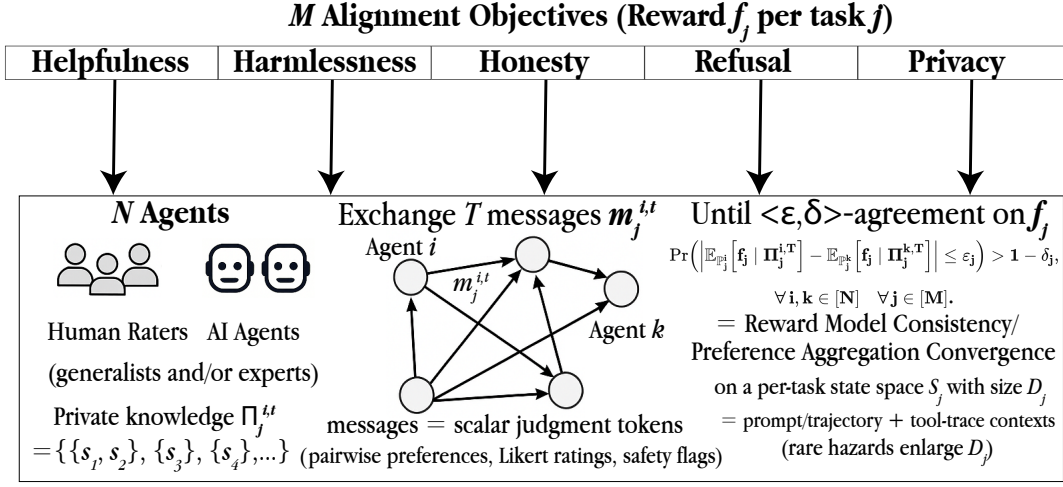 M Alignment Objectives (Reward f_j per task j)
Helpfulness
Harmlessness
Honesty
Refusal
Privacy
N Agents
Human Raters
AI Agents
(generalists and/or experts)
Private knowledge Π_j^{i,t}
={{s_1, s_2}, {s_3}, {s_4},...}
Exchange T messages m_j^{i,t}
Agent i
m_j^{i,t}
Agent k
messages = scalar judgment tokens
(pairwise preferences, Likert ratings, safety flags)
Until <ε,δ>-agreement on f_j
Pr(|𝔼_{ℙ_j^i}[f_j | Π_j^{i,T}] − 𝔼_{ℙ_j^k}[f_j | Π_j^{k,T}]| ≤ ε_j) > 1 − δ_j,
∀ i, k ∈ [N] ∀ j ∈ [M].
= Reward Model Consistency/
Preference Aggregation Convergence
on a per-task state space S_j with size D_j
= prompt/trajectory + tool-trace contexts
(rare hazards enlarge D_j)